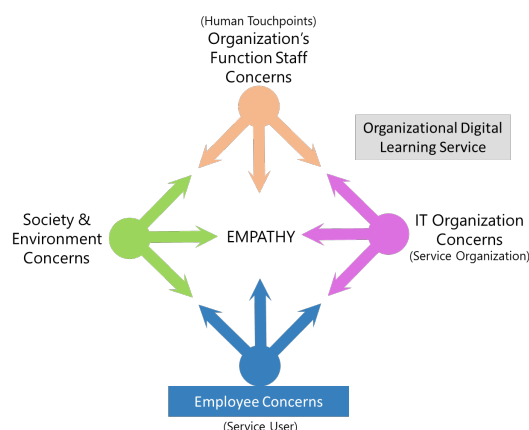 (Human Touchpoints)
Organization's
Function Staff
Concerns
Organizational Digital
Learning Service
Society &
Environment
Concerns
EMPATHY
IT Organization
Concerns
(Service Organization)
Employee Concerns
(Service User)